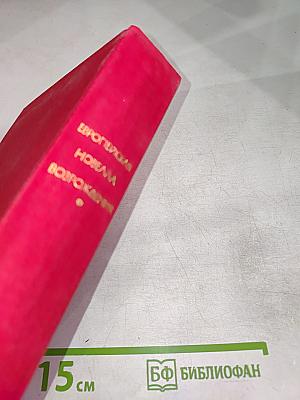 ЕВРОПЕЙСКАЯ
НОВЕЛЛА
ВОЗРОЖДЕНИЯ
15 см
БФ БИБЛИОФАН